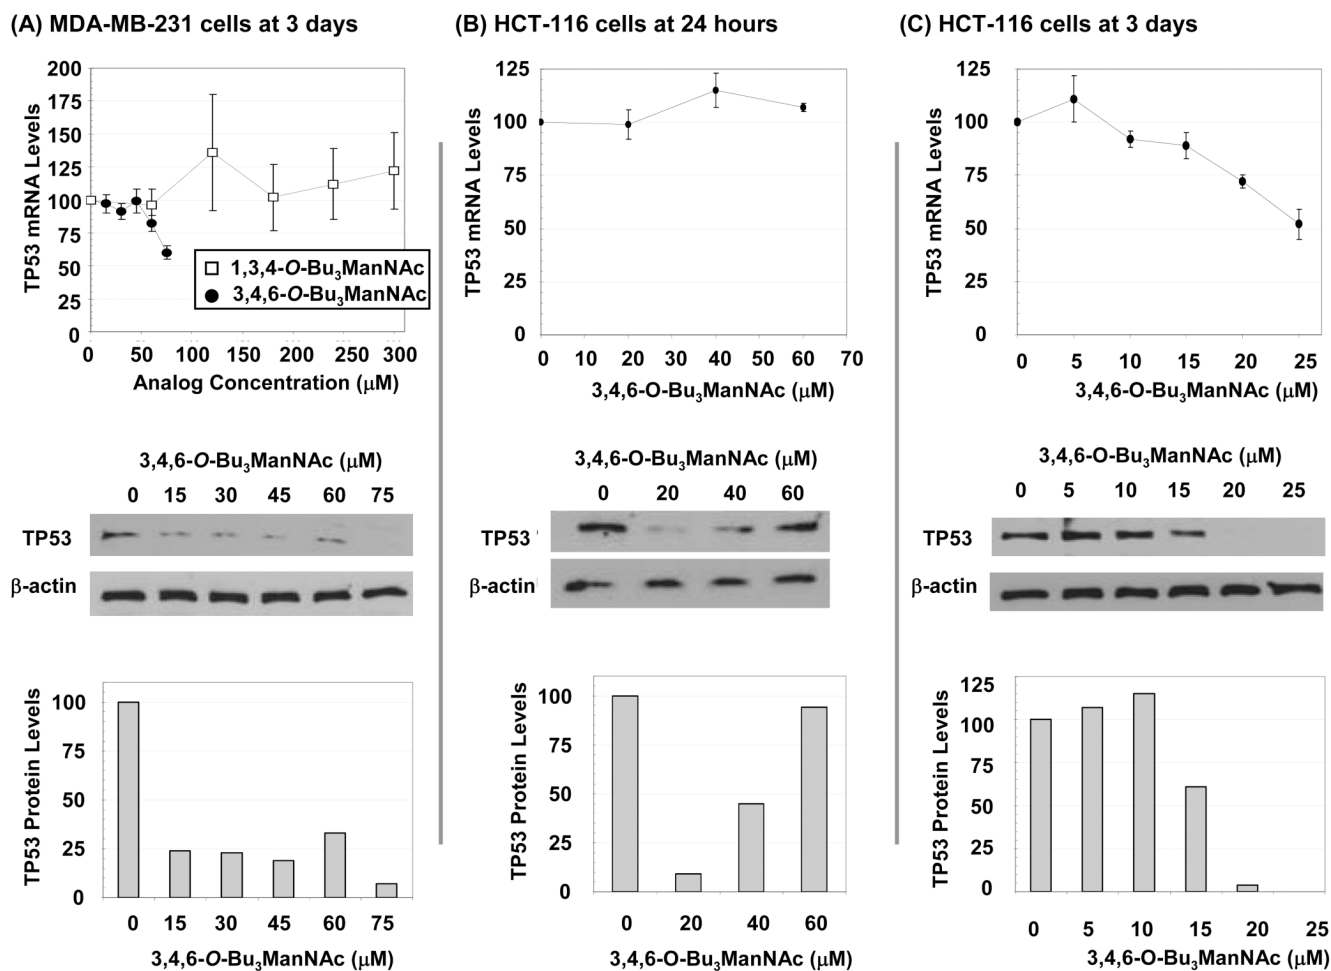 (A) MDA-MB-231 cells at 3 days
TP53 mRNA Levels
200
175
150
125
100
75
50
25
0
0 50 100 150 200 250 300
Analog Concentration (μM)
1,3,4-O-Bu₃ManNAc
3,4,6-O-Bu₃ManNAc
3,4,6-O-Bu₃ManNAc (μM)
0 15 30 45 60 75
TP53
β-actin
TP53 Protein Levels
100
75
50
25
0
0 15 30 45 60 75
3,4,6-O-Bu₃ManNAc (μM)
(B) HCT-116 cells at 24 hours
TP53 mRNA Levels
125
100
75
50
25
0
0 20 30 40 50 60 70
3,4,6-O-Bu₃ManNAc (μM)
3,4,6-O-Bu₃ManNAc (μM)
0 20 40 60
TP53
β-actin
TP53 Protein Levels
100
75
50
25
0
0 20 40 60
3,4,6-O-Bu₃ManNAc (μM)
(C) HCT-116 cells at 3 days
TP53 mRNA Levels
125
100
75
50
25
0
0 5 10 15 20 25
3,4,6-O-Bu₃ManNAc (μM)
3,4,6-O-Bu₃ManNAc (μM)
0 5 10 15 20 25
TP53
β-actin
TP53 Protein Levels
125
100
75
50
25
0
0 5 10 15 20 25
3,4,6-O-Bu₃ManNAc (μM)